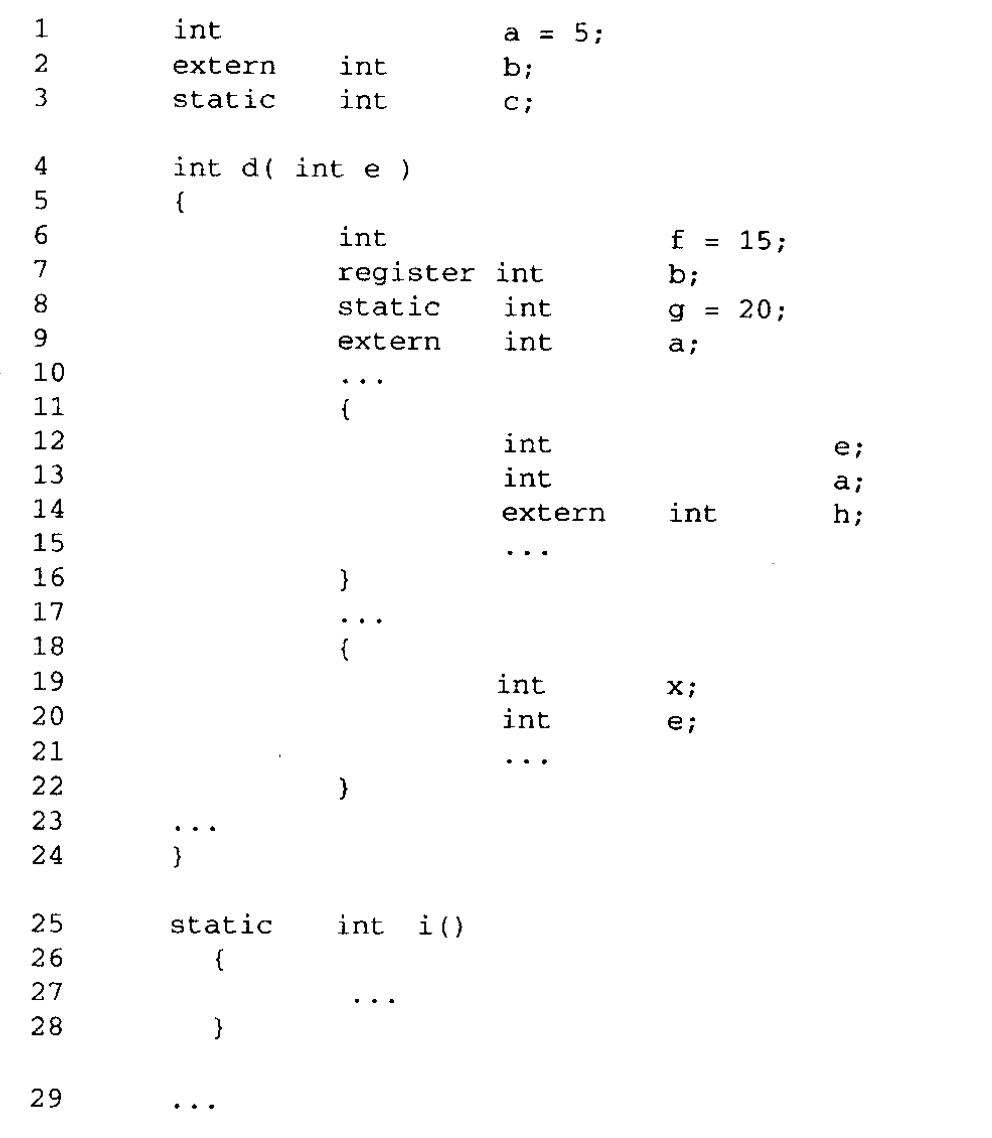 1 int a = 5;
2 extern int b;
3 static int c;
4 int d( int e )
5 {
6 int f = 15;
7 register int b;
8 static int g = 20;
9 extern int a;
10 ...
11 {
12 int e;
13 int a;
14 extern int h;
15 ...
16 }
17 ...
18 {
19 int x;
20 int e;
21 ...
22 }
23 ...
24 }
25 static int i()
26 {
27 ...
28 }
29 ...